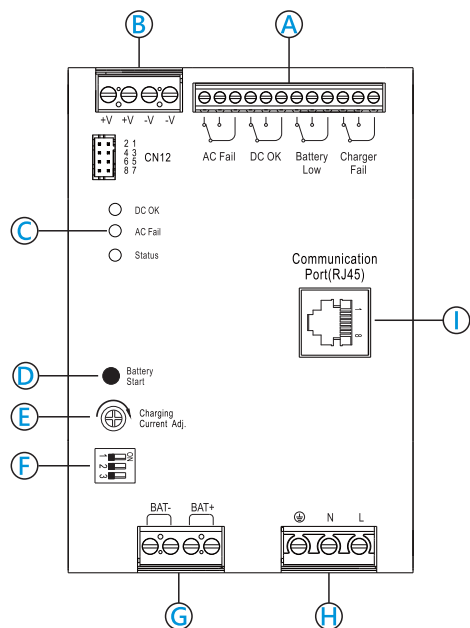 B
A
+V +V -V -V
2 1
4 3
6 5
8 7
CN12
AC Fail DC OK Battery Low Charger Fail
DC OK
C
AC Fail
Status
Communication
Port(RJ45)
1
8
I
D
Battery
Start
E
Charging
Current Adj.
F
ON
1
2
3
BAT- BAT+
N L
G
H